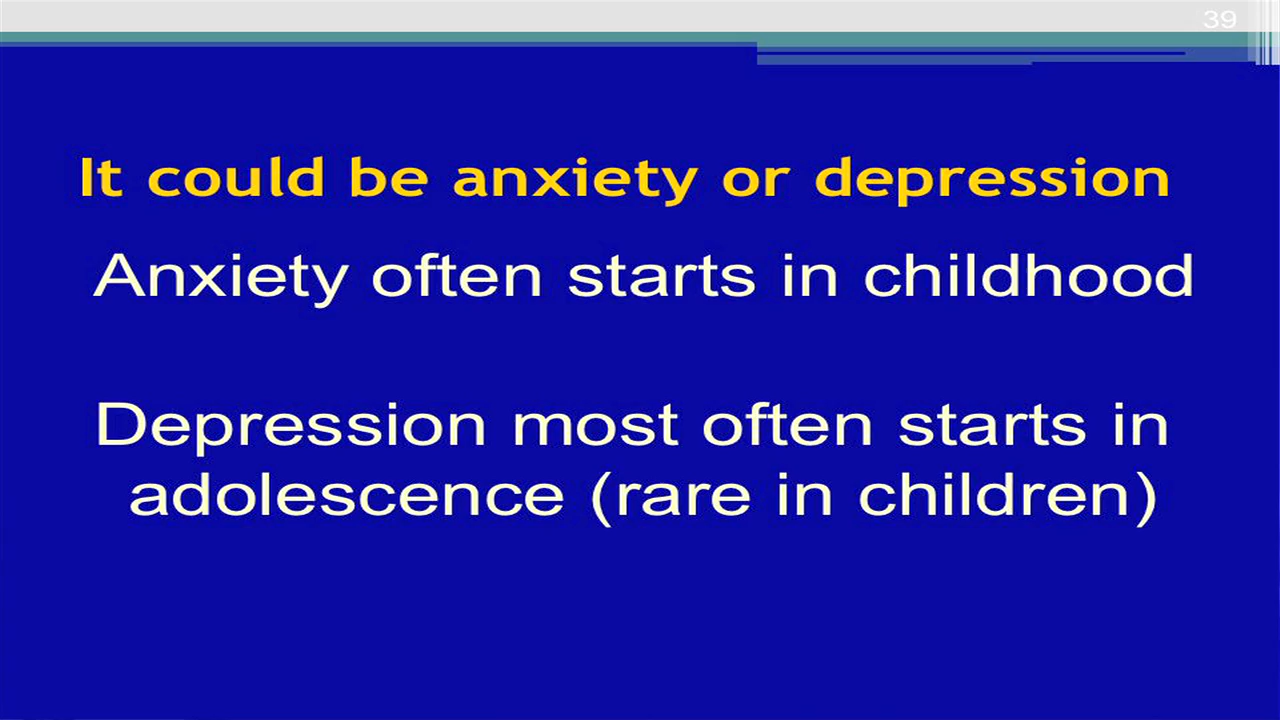 39
It could be anxiety or depression
Anxiety often starts in childhood
Depression most often starts in
adolescence (rare in children)